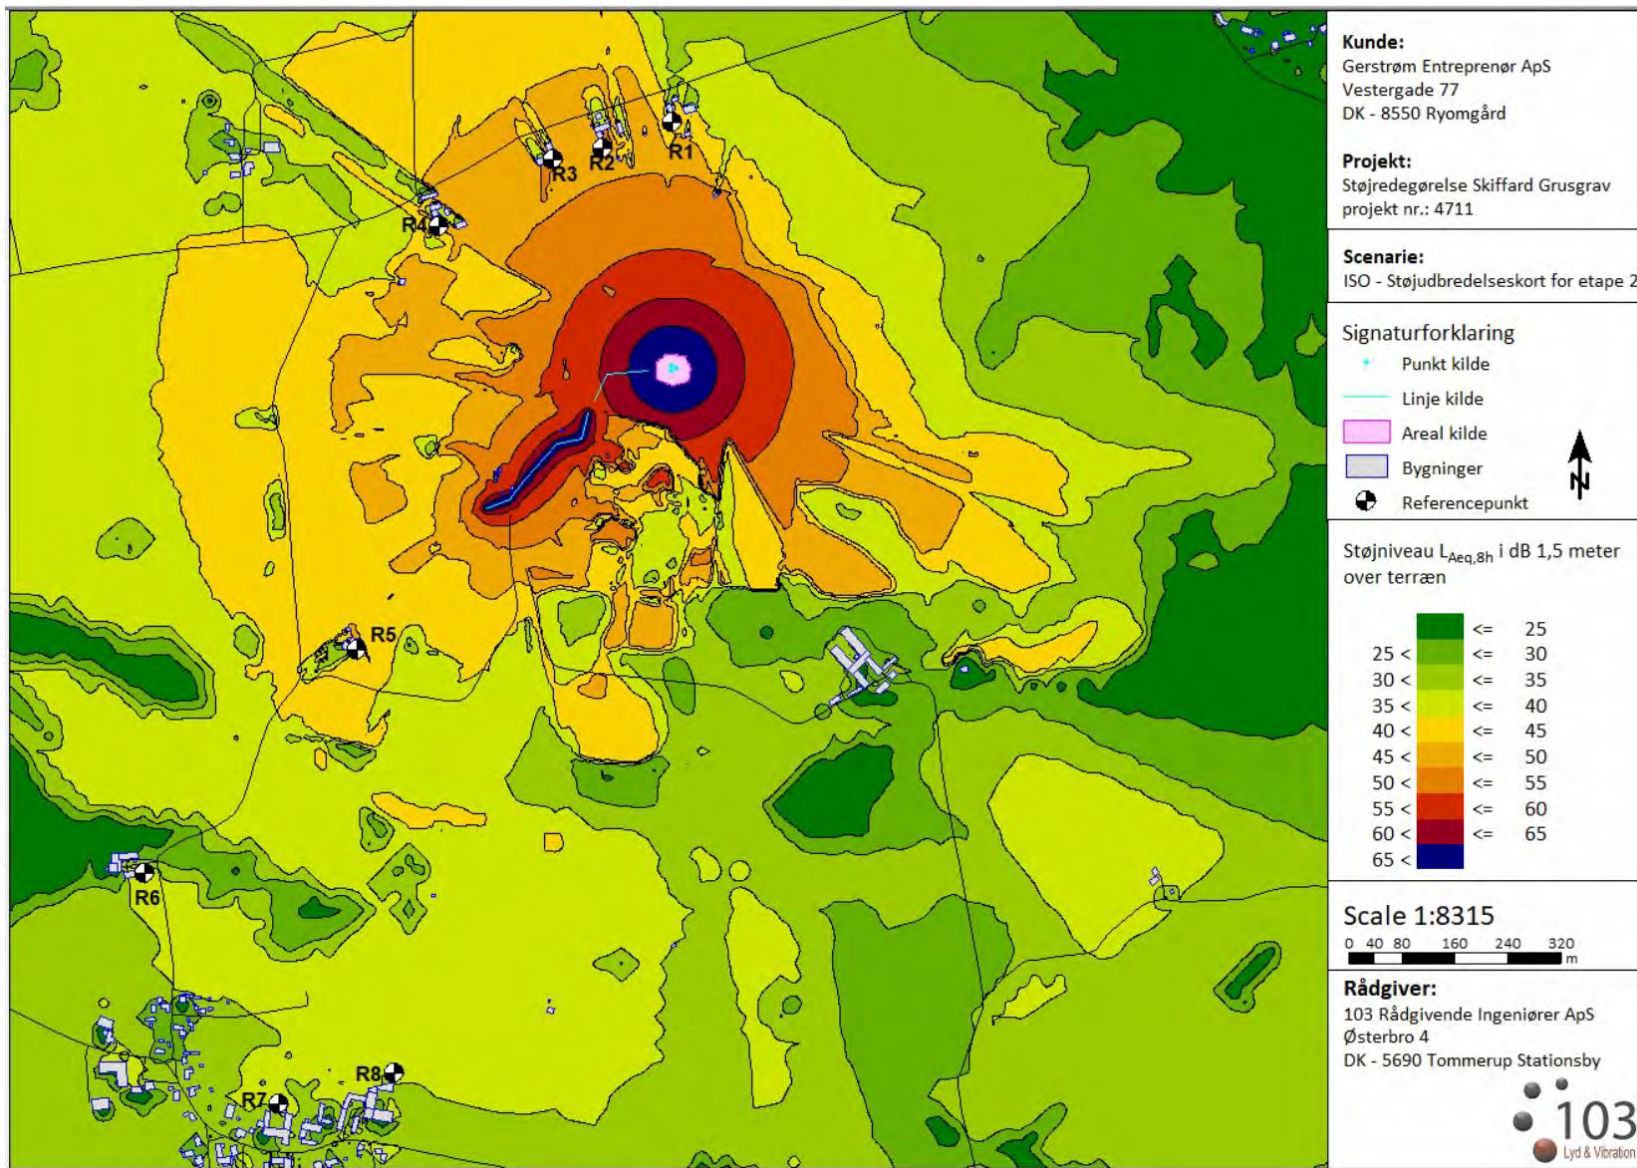 Kunde:
Gerstrøm Entreprenør ApS
Vestergade 77
DK - 8550 Ryomgård
Projekt:
Støjredegørelse Skiffard Grusgrav
projekt nr.: 4711
Scenarie:
ISO - Støjudbredelseskort for etape 2
Signaturforklaring
Punkt kilde
Linje kilde
Areal kilde
Bygninger
Referencepunkt
N
Støjniveau LAeq,8h i dB 1,5 meter
over terræn
<= 25
25 < <= 30
30 < <= 35
35 < <= 40
40 < <= 45
45 < <= 50
50 < <= 55
55 < <= 60
60 < <= 65
65 <
Scale 1:8315
0 40 80 160 240 320
m
Rådgiver:
103 Rådgivende Ingeniører ApS
Østerbro 4
DK - 5690 Tommerup Stationsby
103
Lyd & Vibration
R1
R2
R3
R4
R5
R6
R7
R8